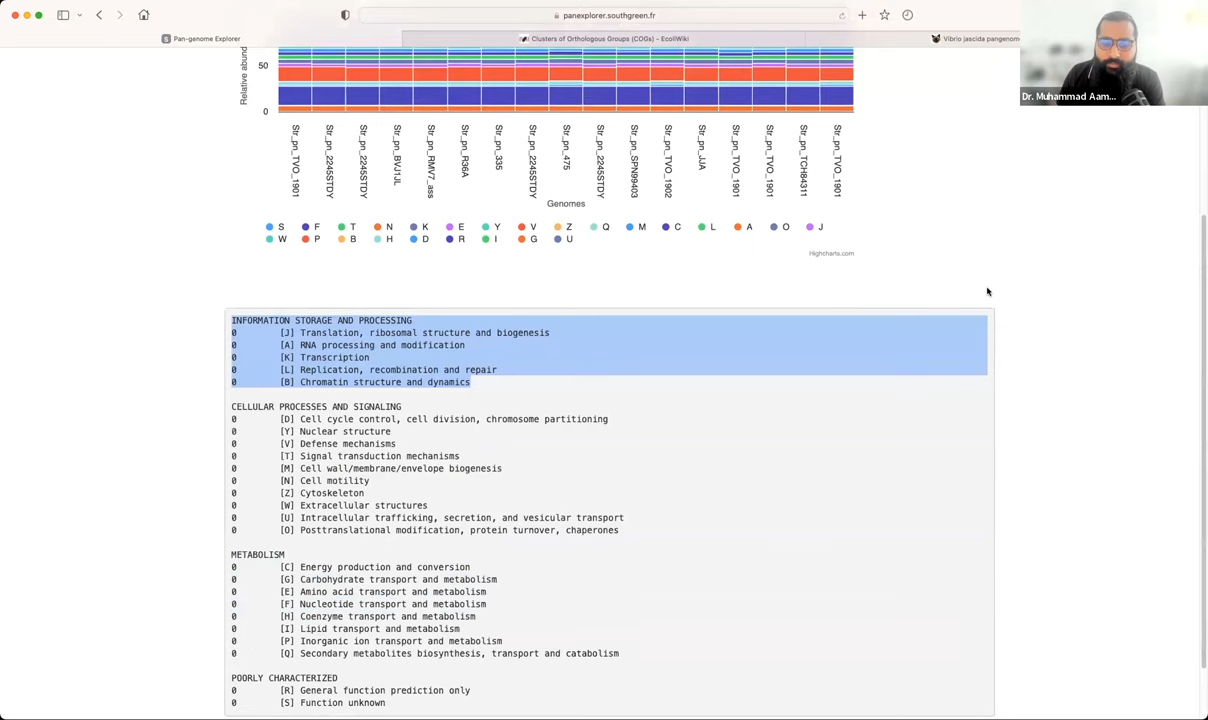 panexplorer.southgreen.fr
Pan-genome Explorer
Clusters of Orthologous Groups (COGs) - EcoliWiki
Vibrio jascida pangenom
Dr. Muhammad Aam...
Relative abun
50
0
Str_pn_TVO_1901
Str_pn_2245STDY
Str_pn_2245STDY
Str_pn_BVJ1JL
Str_pn_RMV7_ass
Str_pn_R36A
Str_pn_335
Str_pn_2245STDY
Str_pn_475
Str_pn_2245STDY
Str_pn_SPN99403
Str_pn_TVO_1902
Str_pn_JJA
Str_pn_TVO_1901
Str_pn_TVO_1901
Str_pn_TCH84311
Str_pn_TVO_1901
Genomes
S F T N K E Y V Z Q M C L A O J
W P B H D R I G U
Highcharts.com
INFORMATION STORAGE AND PROCESSING
0 [J] Translation, ribosomal structure and biogenesis
0 [A] RNA processing and modification
0 [K] Transcription
0 [L] Replication, recombination and repair
0 [B] Chromatin structure and dynamics
CELLULAR PROCESSES AND SIGNALING
0 [D] Cell cycle control, cell division, chromosome partitioning
0 [Y] Nuclear structure
0 [V] Defense mechanisms
0 [T] Signal transduction mechanisms
0 [M] Cell wall/membrane/envelope biogenesis
0 [N] Cell motility
0 [Z] Cytoskeleton
0 [W] Extracellular structures
0 [U] Intracellular trafficking, secretion, and vesicular transport
0 [O] Posttranslational modification, protein turnover, chaperones
METABOLISM
0 [C] Energy production and conversion
0 [G] Carbohydrate transport and metabolism
0 [E] Amino acid transport and metabolism
0 [F] Nucleotide transport and metabolism
0 [H] Coenzyme transport and metabolism
0 [I] Lipid transport and metabolism
0 [P] Inorganic ion transport and metabolism
0 [Q] Secondary metabolites biosynthesis, transport and catabolism
POORLY CHARACTERIZED
0 [R] General function prediction only
0 [S] Function unknown